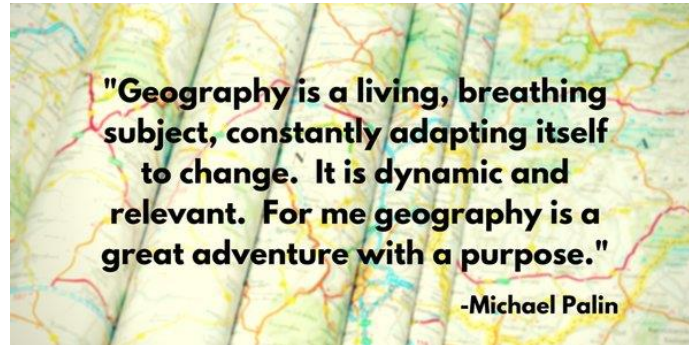 "Geography is a living, breathing
subject, constantly adapting itself
to change.  It is dynamic and
relevant.  For me geography is a
great adventure with a purpose."
-Michael Palin